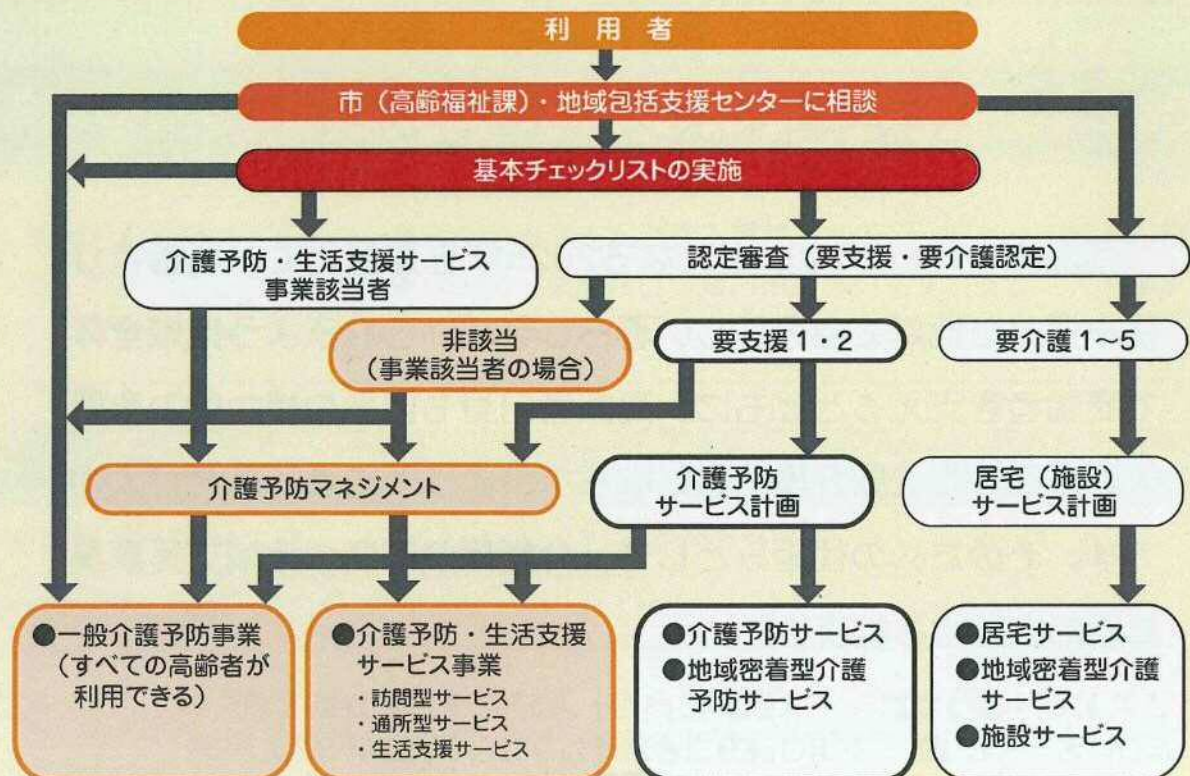 利用者
市（高齢福祉課）・地域包括支援センターに相談
基本チェックリストの実施
介護予防・生活支援サービス
事業該当者
認定審査（要支援・要介護認定）
非該当
（事業該当者の場合）
要支援１・２
要介護１〜５
介護予防マネジメント
介護予防
サービス計画
居宅（施設）
サービス計画
●一般介護予防事業
（すべての高齢者が
利用できる）
●介護予防・生活支援
サービス事業
・訪問型サービス
・通所型サービス
・生活支援サービス
●介護予防サービス
●地域密着型介護
予防サービス
●居宅サービス
●地域密着型介護
サービス
●施設サービス